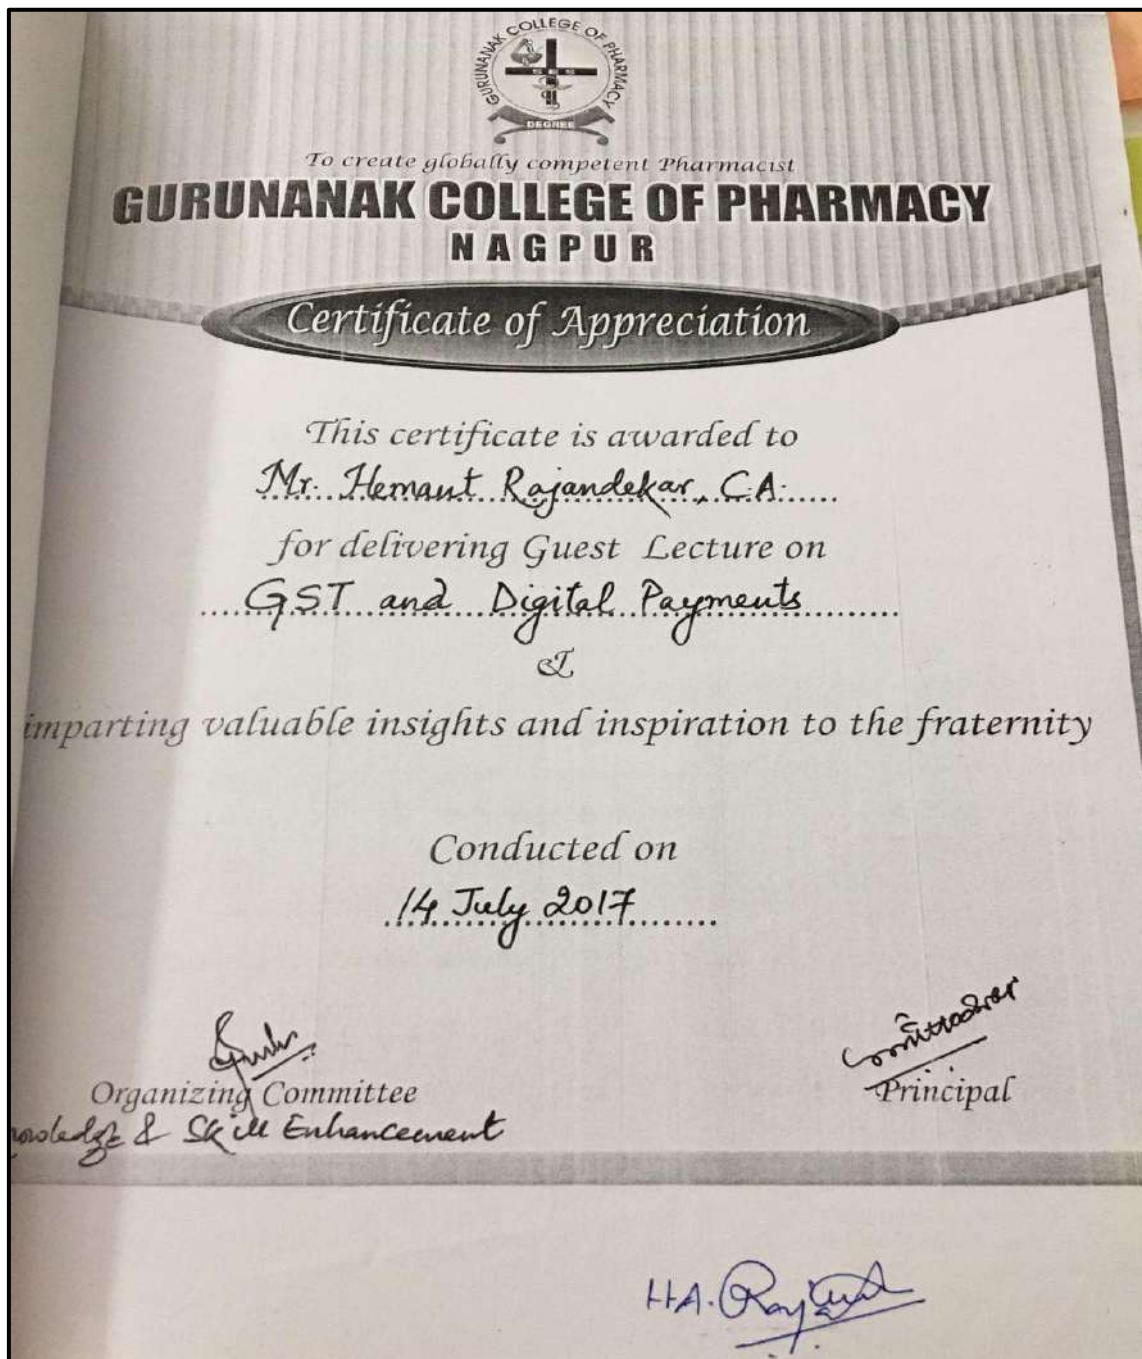 GURUNANAK COLLEGE OF PHARMACY
SES
DEGREE
To create globally competent Pharmacist
GURUNANAK COLLEGE OF PHARMACY
NAGPUR
Certificate of Appreciation
This certificate is awarded to
Mr. Hemant Rajandekar, C.A.
for delivering Guest Lecture on
GST and Digital Payments
&
imparting valuable insights and inspiration to the fraternity
Conducted on
14 July 2017
Organizing Committee
Principal
nowledge & Skill Enhancement
H.A.